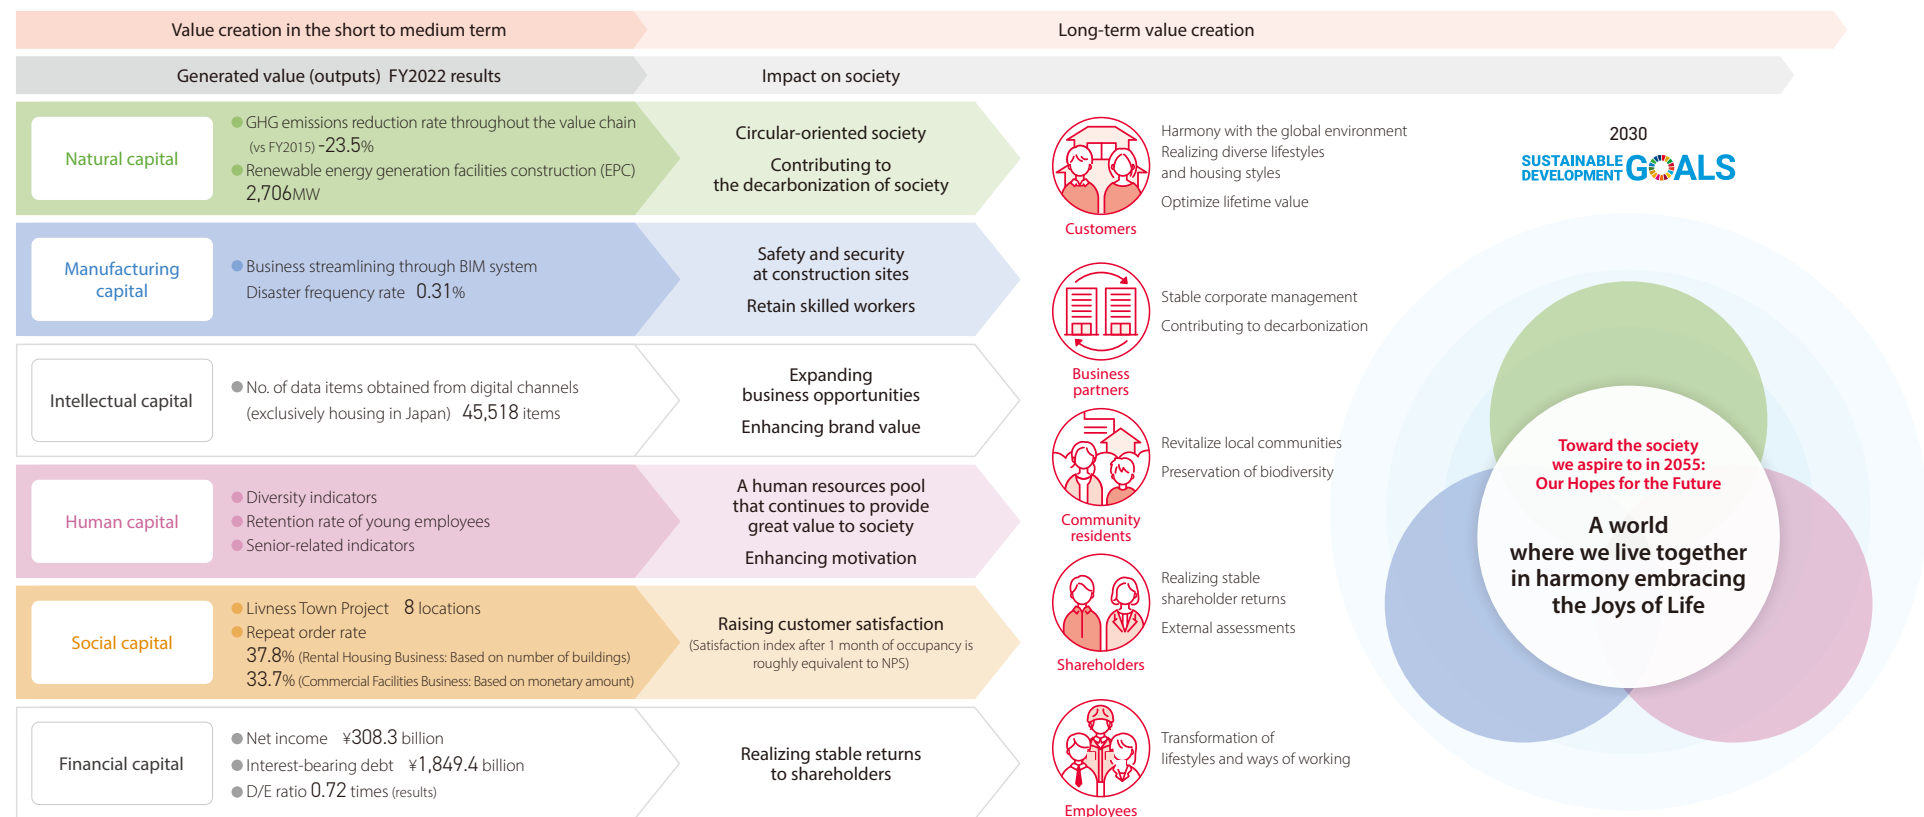 Value creation in the short to medium term
Long-term value creation
Generated value (outputs) FY2022 results
Impact on society
Natural capital
GHG emissions reduction rate throughout the value chain
(vs FY2015) -23.5%
Renewable energy generation facilities construction (EPC)
2,706MW
Circular-oriented society
Contributing to
the decarbonization of society
Manufacturing
capital
Business streamlining through BIM system
Disaster frequency rate 0.31%
Safety and security
at construction sites
Retain skilled workers
Intellectual capital
No. of data items obtained from digital channels
(exclusively housing in Japan) 45,518 items
Expanding
business opportunities
Enhancing brand value
Human capital
Diversity indicators
Retention rate of young employees
Senior-related indicators
A human resources pool
that continues to provide
great value to society
Enhancing motivation
Social capital
Livness Town Project 8 locations
Repeat order rate
37.8% (Rental Housing Business: Based on number of buildings)
33.7% (Commercial Facilities Business: Based on monetary amount)
Raising customer satisfaction
(Satisfaction index after 1 month of occupancy is
roughly equivalent to NPS)
Financial capital
Net income ¥308.3 billion
Interest-bearing debt ¥1,849.4 billion
D/E ratio 0.72 times (results)
Realizing stable returns
to shareholders
Customers
Harmony with the global environment
Realizing diverse lifestyles
and housing styles
Optimize lifetime value
Business
partners
Stable corporate management
Contributing to decarbonization
Community
residents
Revitalize local communities
Preservation of biodiversity
Shareholders
Realizing stable
shareholder returns
External assessments
Employees
Transformation of
lifestyles and ways of working
2030
SUSTAINABLE
DEVELOPMENT GOALS
Toward the society
we aspire to in 2055:
Our Hopes for the Future
A world
where we live together
in harmony embracing
the Joys of Life